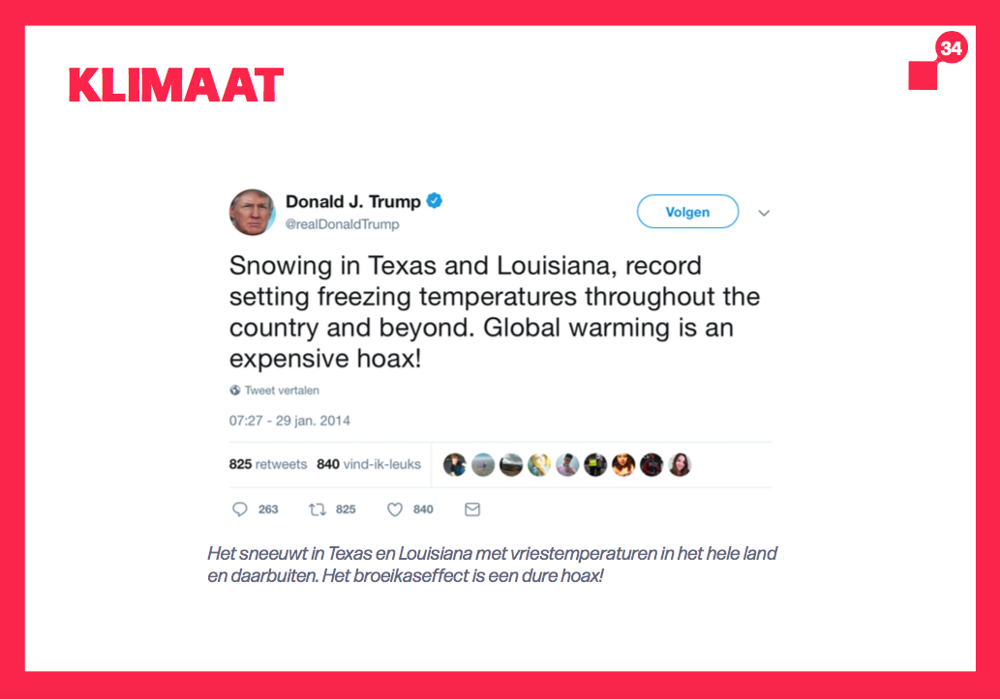 34
KLIMAAT
Donald J. Trump
@realDonaldTrump
Volgen
Snowing in Texas and Louisiana, record
setting freezing temperatures throughout the
country and beyond. Global warming is an
expensive hoax!
Tweet vertalen
07:27 - 29 jan. 2014
825 retweets 840 vind-ik-leuks
263 825 840
Het sneeuwt in Texas en Louisiana met vriestemperaturen in het hele land
en daarbuiten. Het broeikaseffect is een dure hoax!